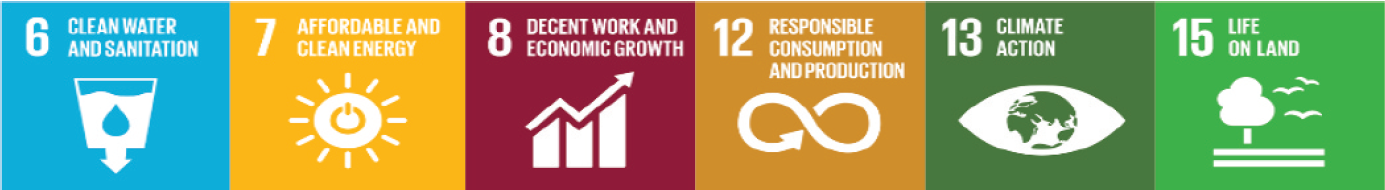 6 CLEAN WATER
AND SANITATION
7 AFFORDABLE AND
CLEAN ENERGY
8 DECENT WORK AND
ECONOMIC GROWTH
12 RESPONSIBLE
CONSUMPTION
AND PRODUCTION
13 CLIMATE
ACTION
15 LIFE
ON LAND